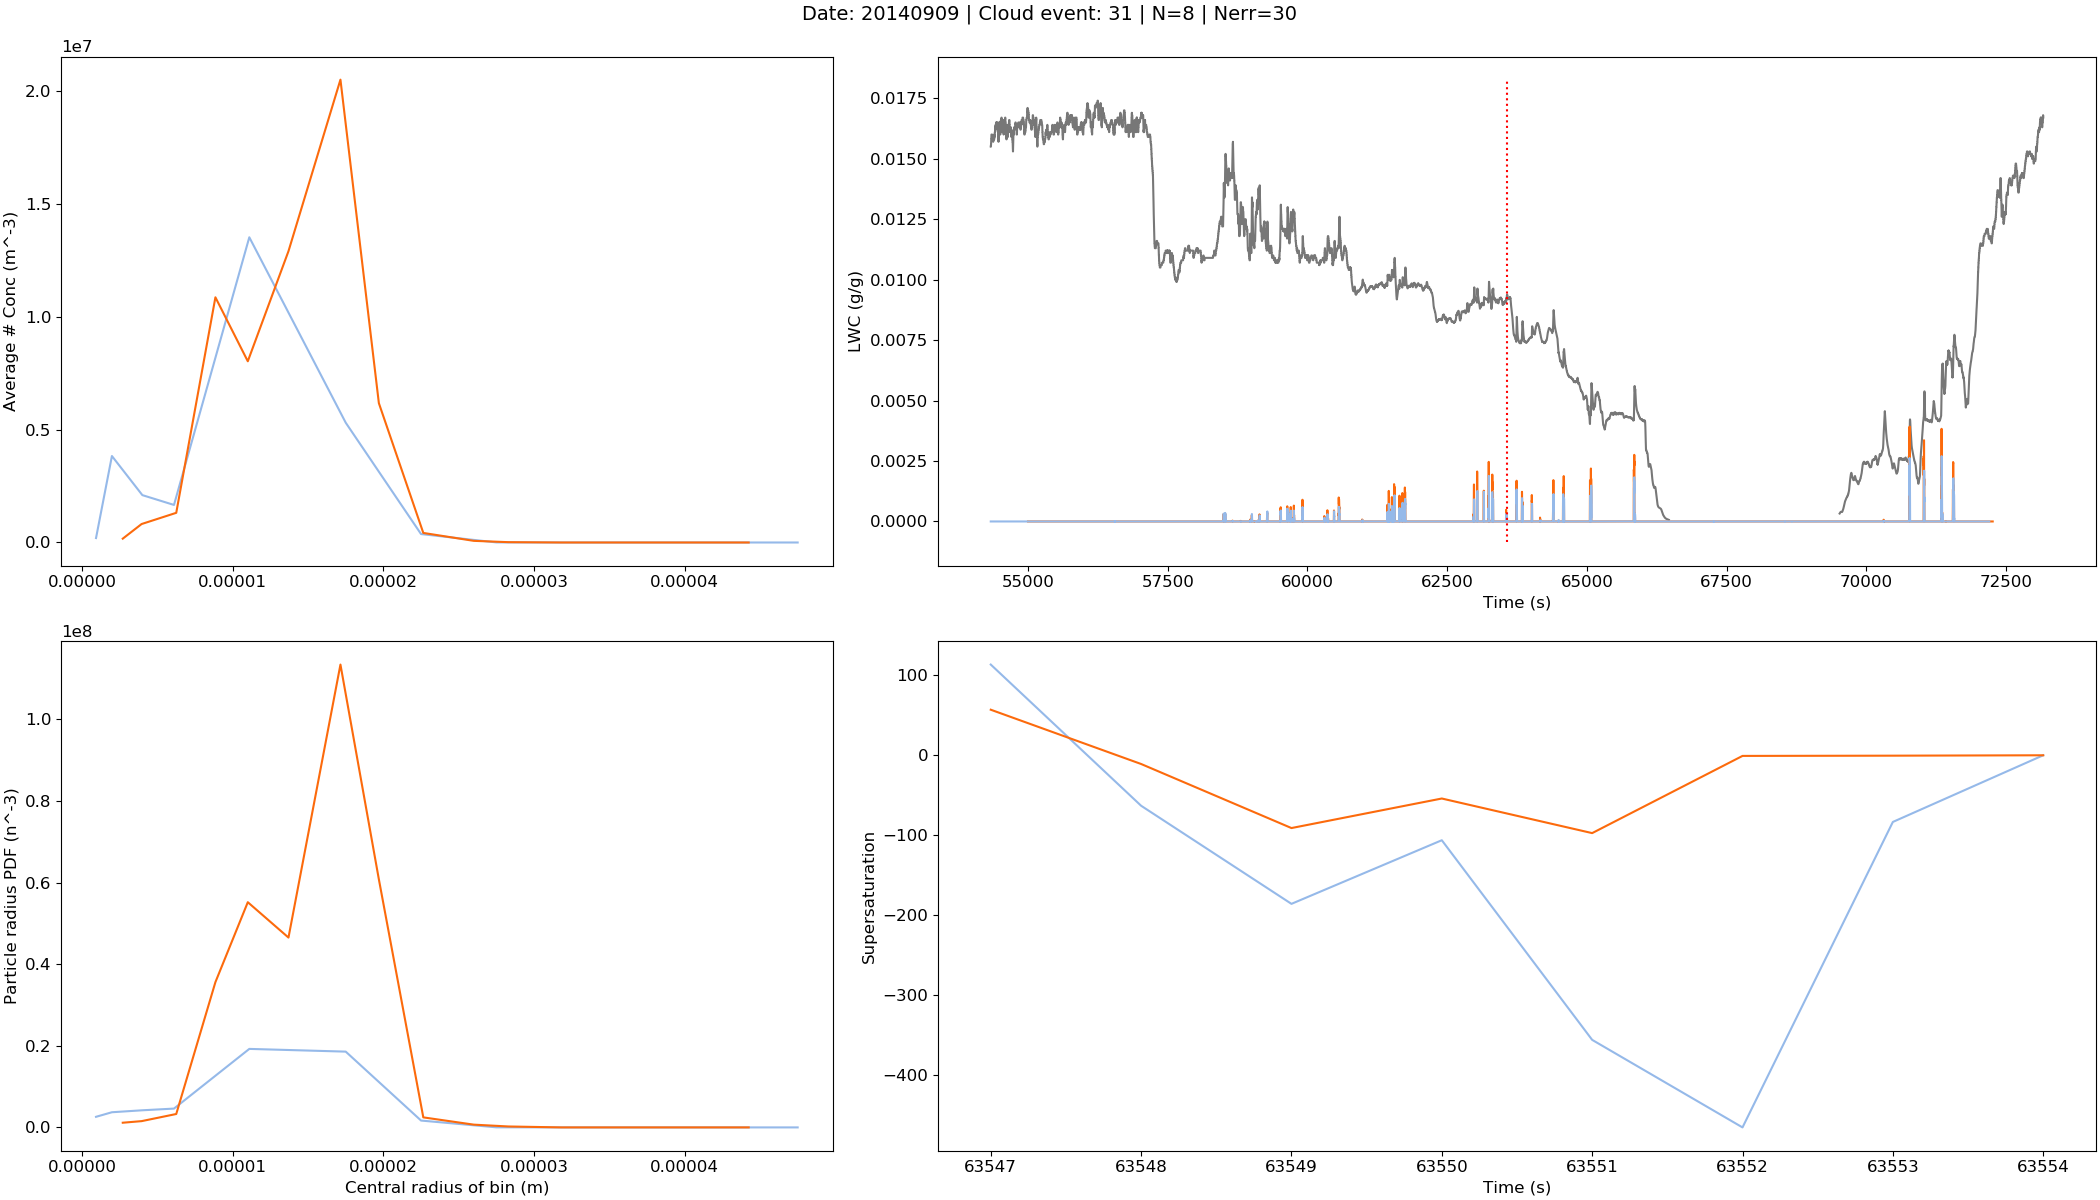 Date: 20140909 | Cloud event: 31 | N=8 | Nerr=30
1e7
Average # Conc (m^-3)
2.0
1.5
1.0
0.5
0.0
0.00000 0.00001 0.00002 0.00003 0.00004
LWC (g/g)
0.0175
0.0150
0.0125
0.0100
0.0075
0.0050
0.0025
0.0000
55000 57500 60000 62500 65000 67500 70000 72500
Time (s)
1e8
Particle radius PDF (n^-3)
1.0
0.8
0.6
0.4
0.2
0.0
0.00000 0.00001 0.00002 0.00003 0.00004
Central radius of bin (m)
Supersaturation
100
0
−100
−200
−300
−400
63547 63548 63549 63550 63551 63552 63553 63554
Time (s)